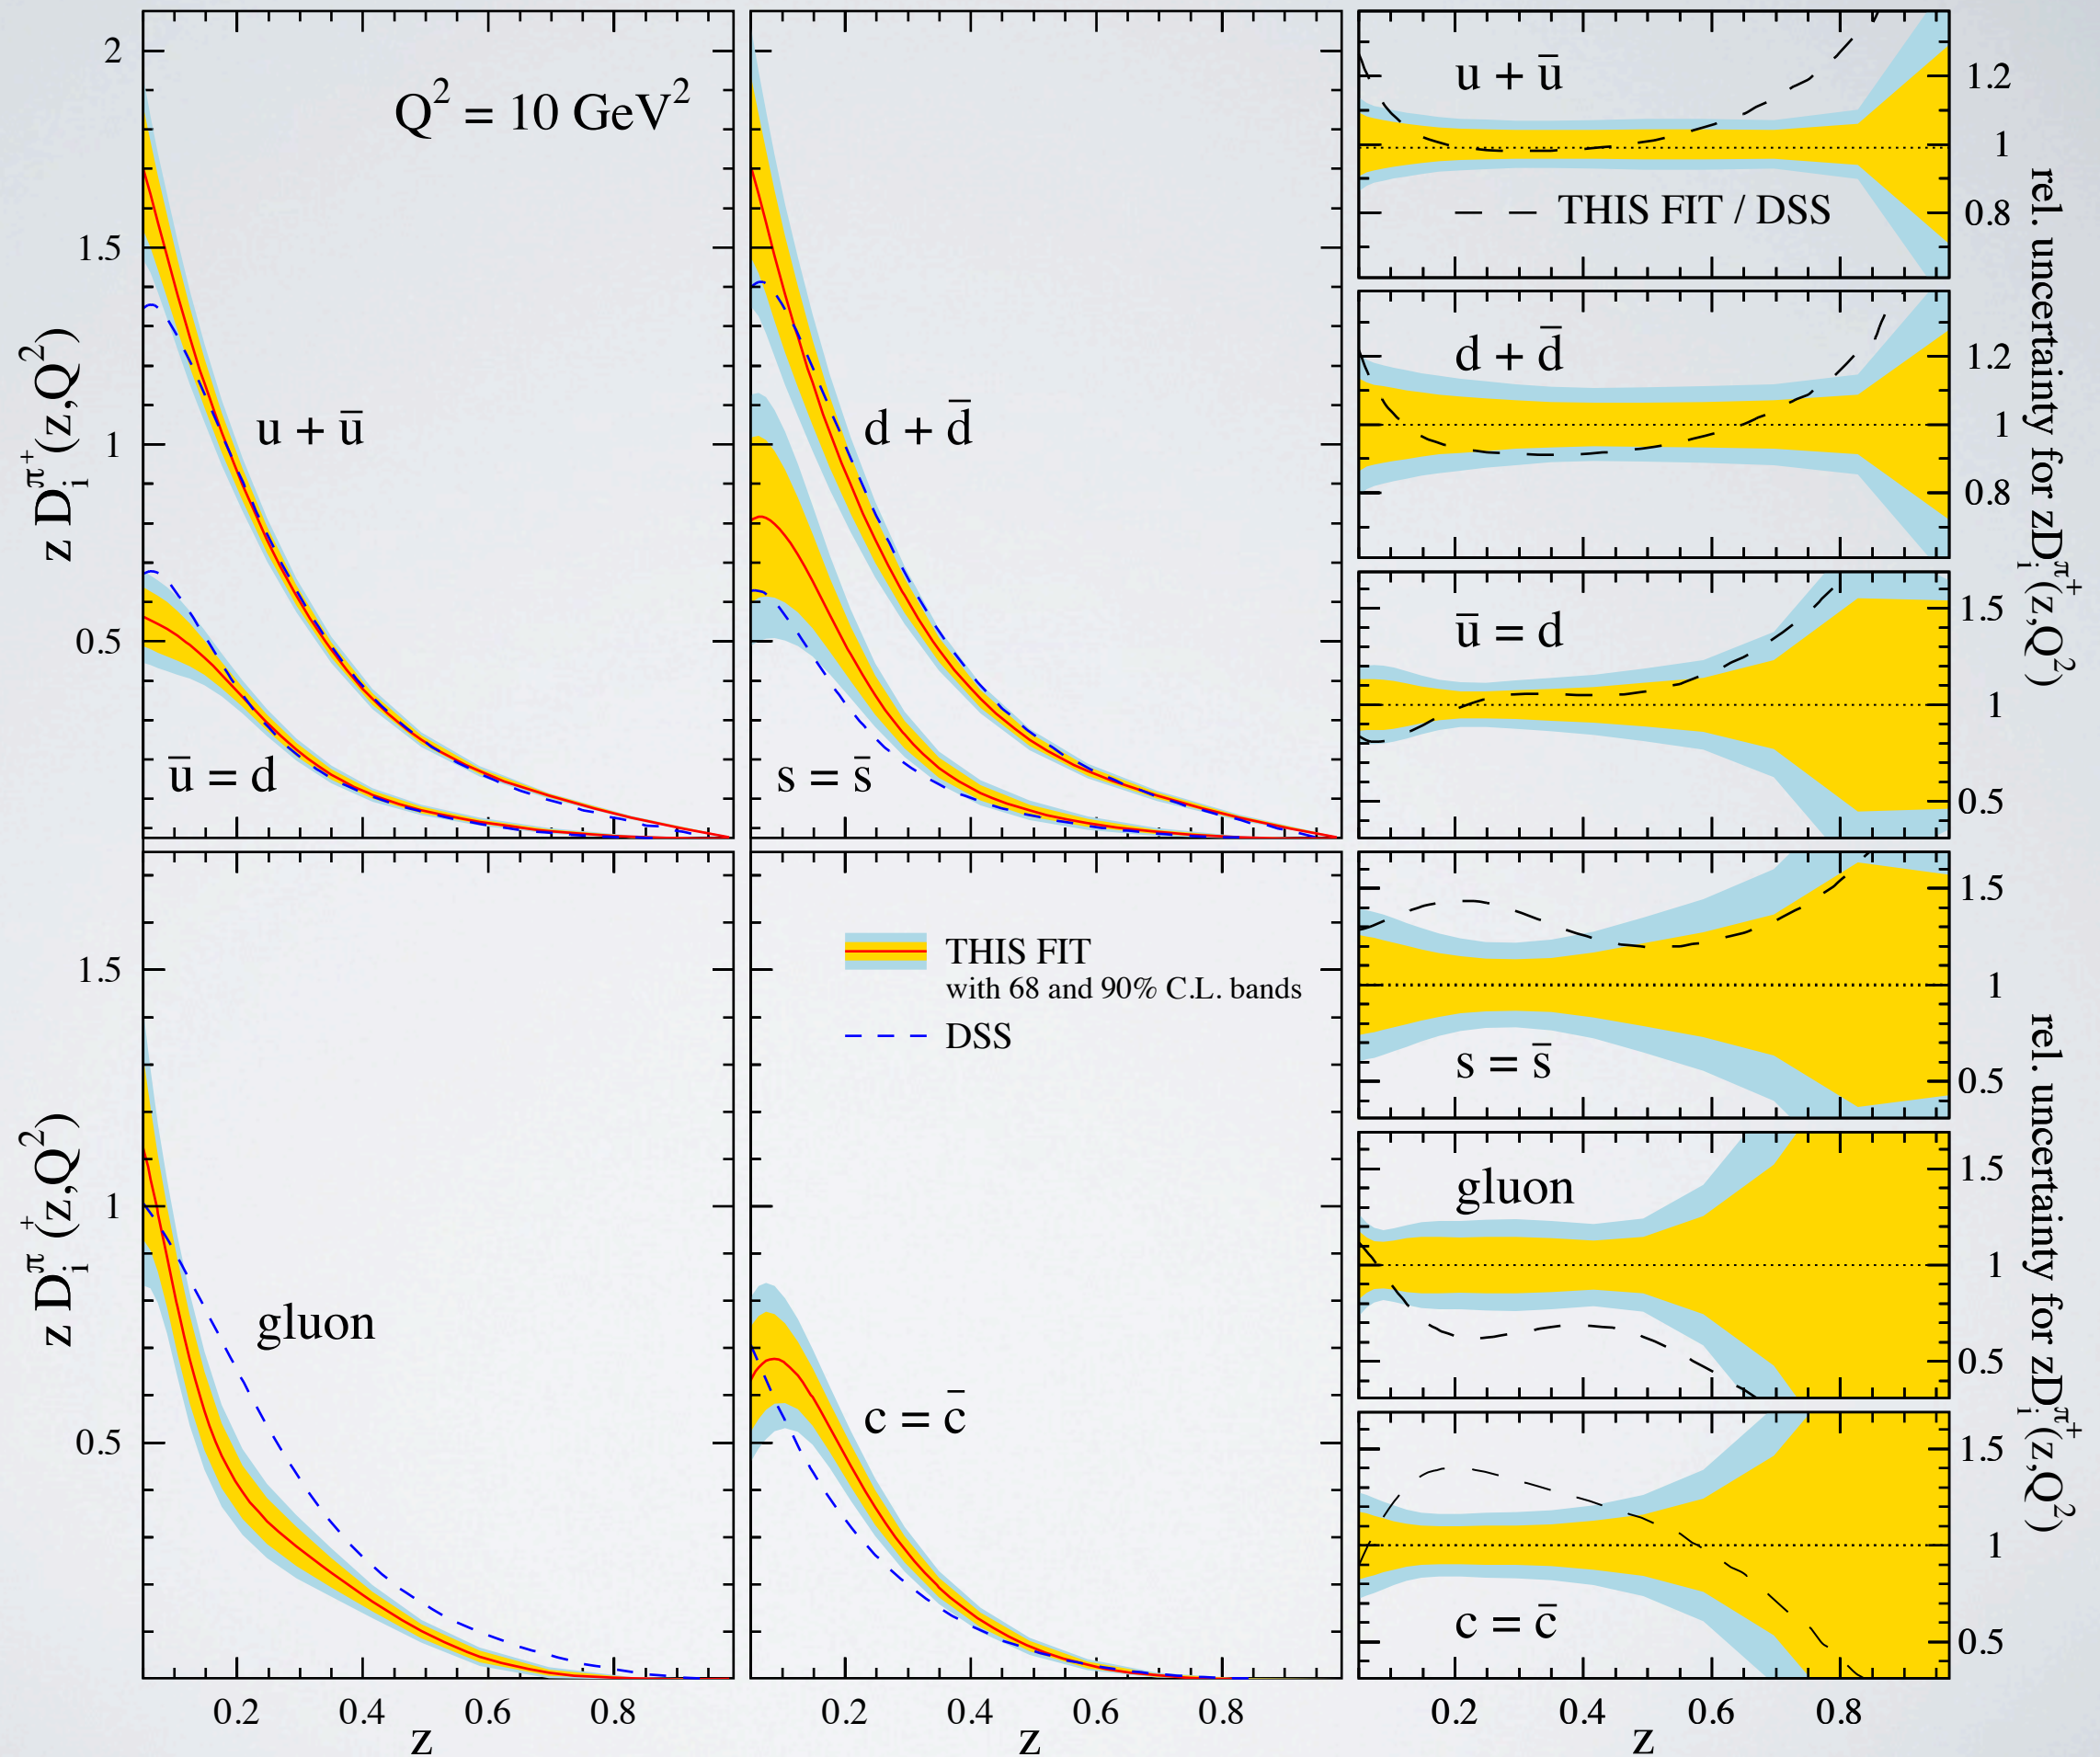 2
1.5
1
0.5
z D_i^{π+}(z,Q²)
Q² = 10 GeV²
u + ū
ū = d
d + d̄
s = s̄
u + ū
THIS FIT / DSS
1.2
1
0.8
d + d̄
1.2
1
0.8
ū = d
1.5
1
0.5
rel. uncertainty for zD_i^{π+}(z,Q²)
1.5
1
0.5
z D_i^{π+}(z,Q²)
gluon
0.2 0.4 0.6 0.8
z
THIS FIT
with 68 and 90% C.L. bands
DSS
c = c̄
0.2 0.4 0.6 0.8
z
s = s̄
1.5
1
0.5
gluon
1.5
1
0.5
c = c̄
1.5
1
0.5
rel. uncertainty for zD_i^{π+}(z,Q²)
0.2 0.4 0.6 0.8
z